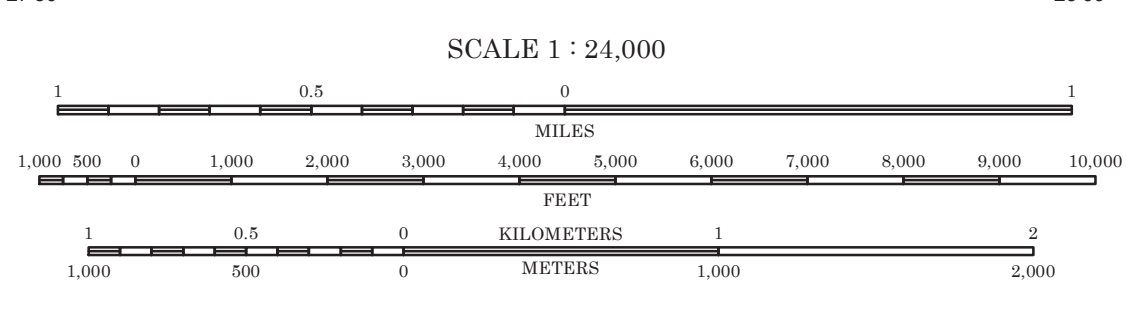 SCALE 1 : 24,000
1 0.5 0 1
MILES
1,000 500 0 1,000 2,000 3,000 4,000 5,000 6,000 7,000 8,000 9,000 10,000
FEET
1 0.5 0 KILOMETERS 1 2
1,000 500 0 METERS 1,000 2,000